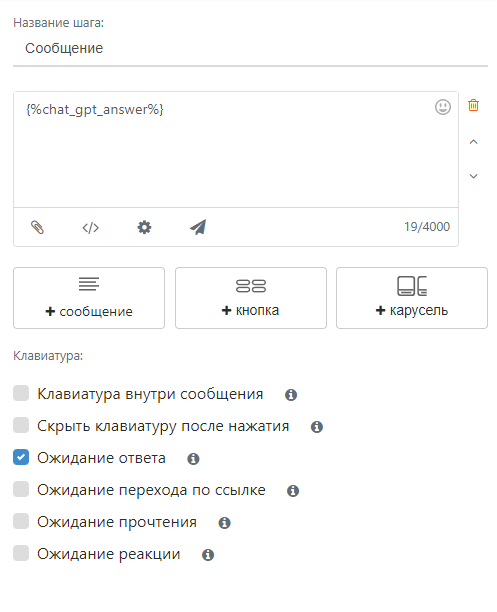 Название шага:
Сообщение
{%chat_gpt_answer%}
19/4000
+ сообщение
+ кнопка
+ карусель
Клавиатура:
Клавиатура внутри сообщения
Скрыть клавиатуру после нажатия
Ожидание ответа
Ожидание перехода по ссылке
Ожидание прочтения
Ожидание реакции